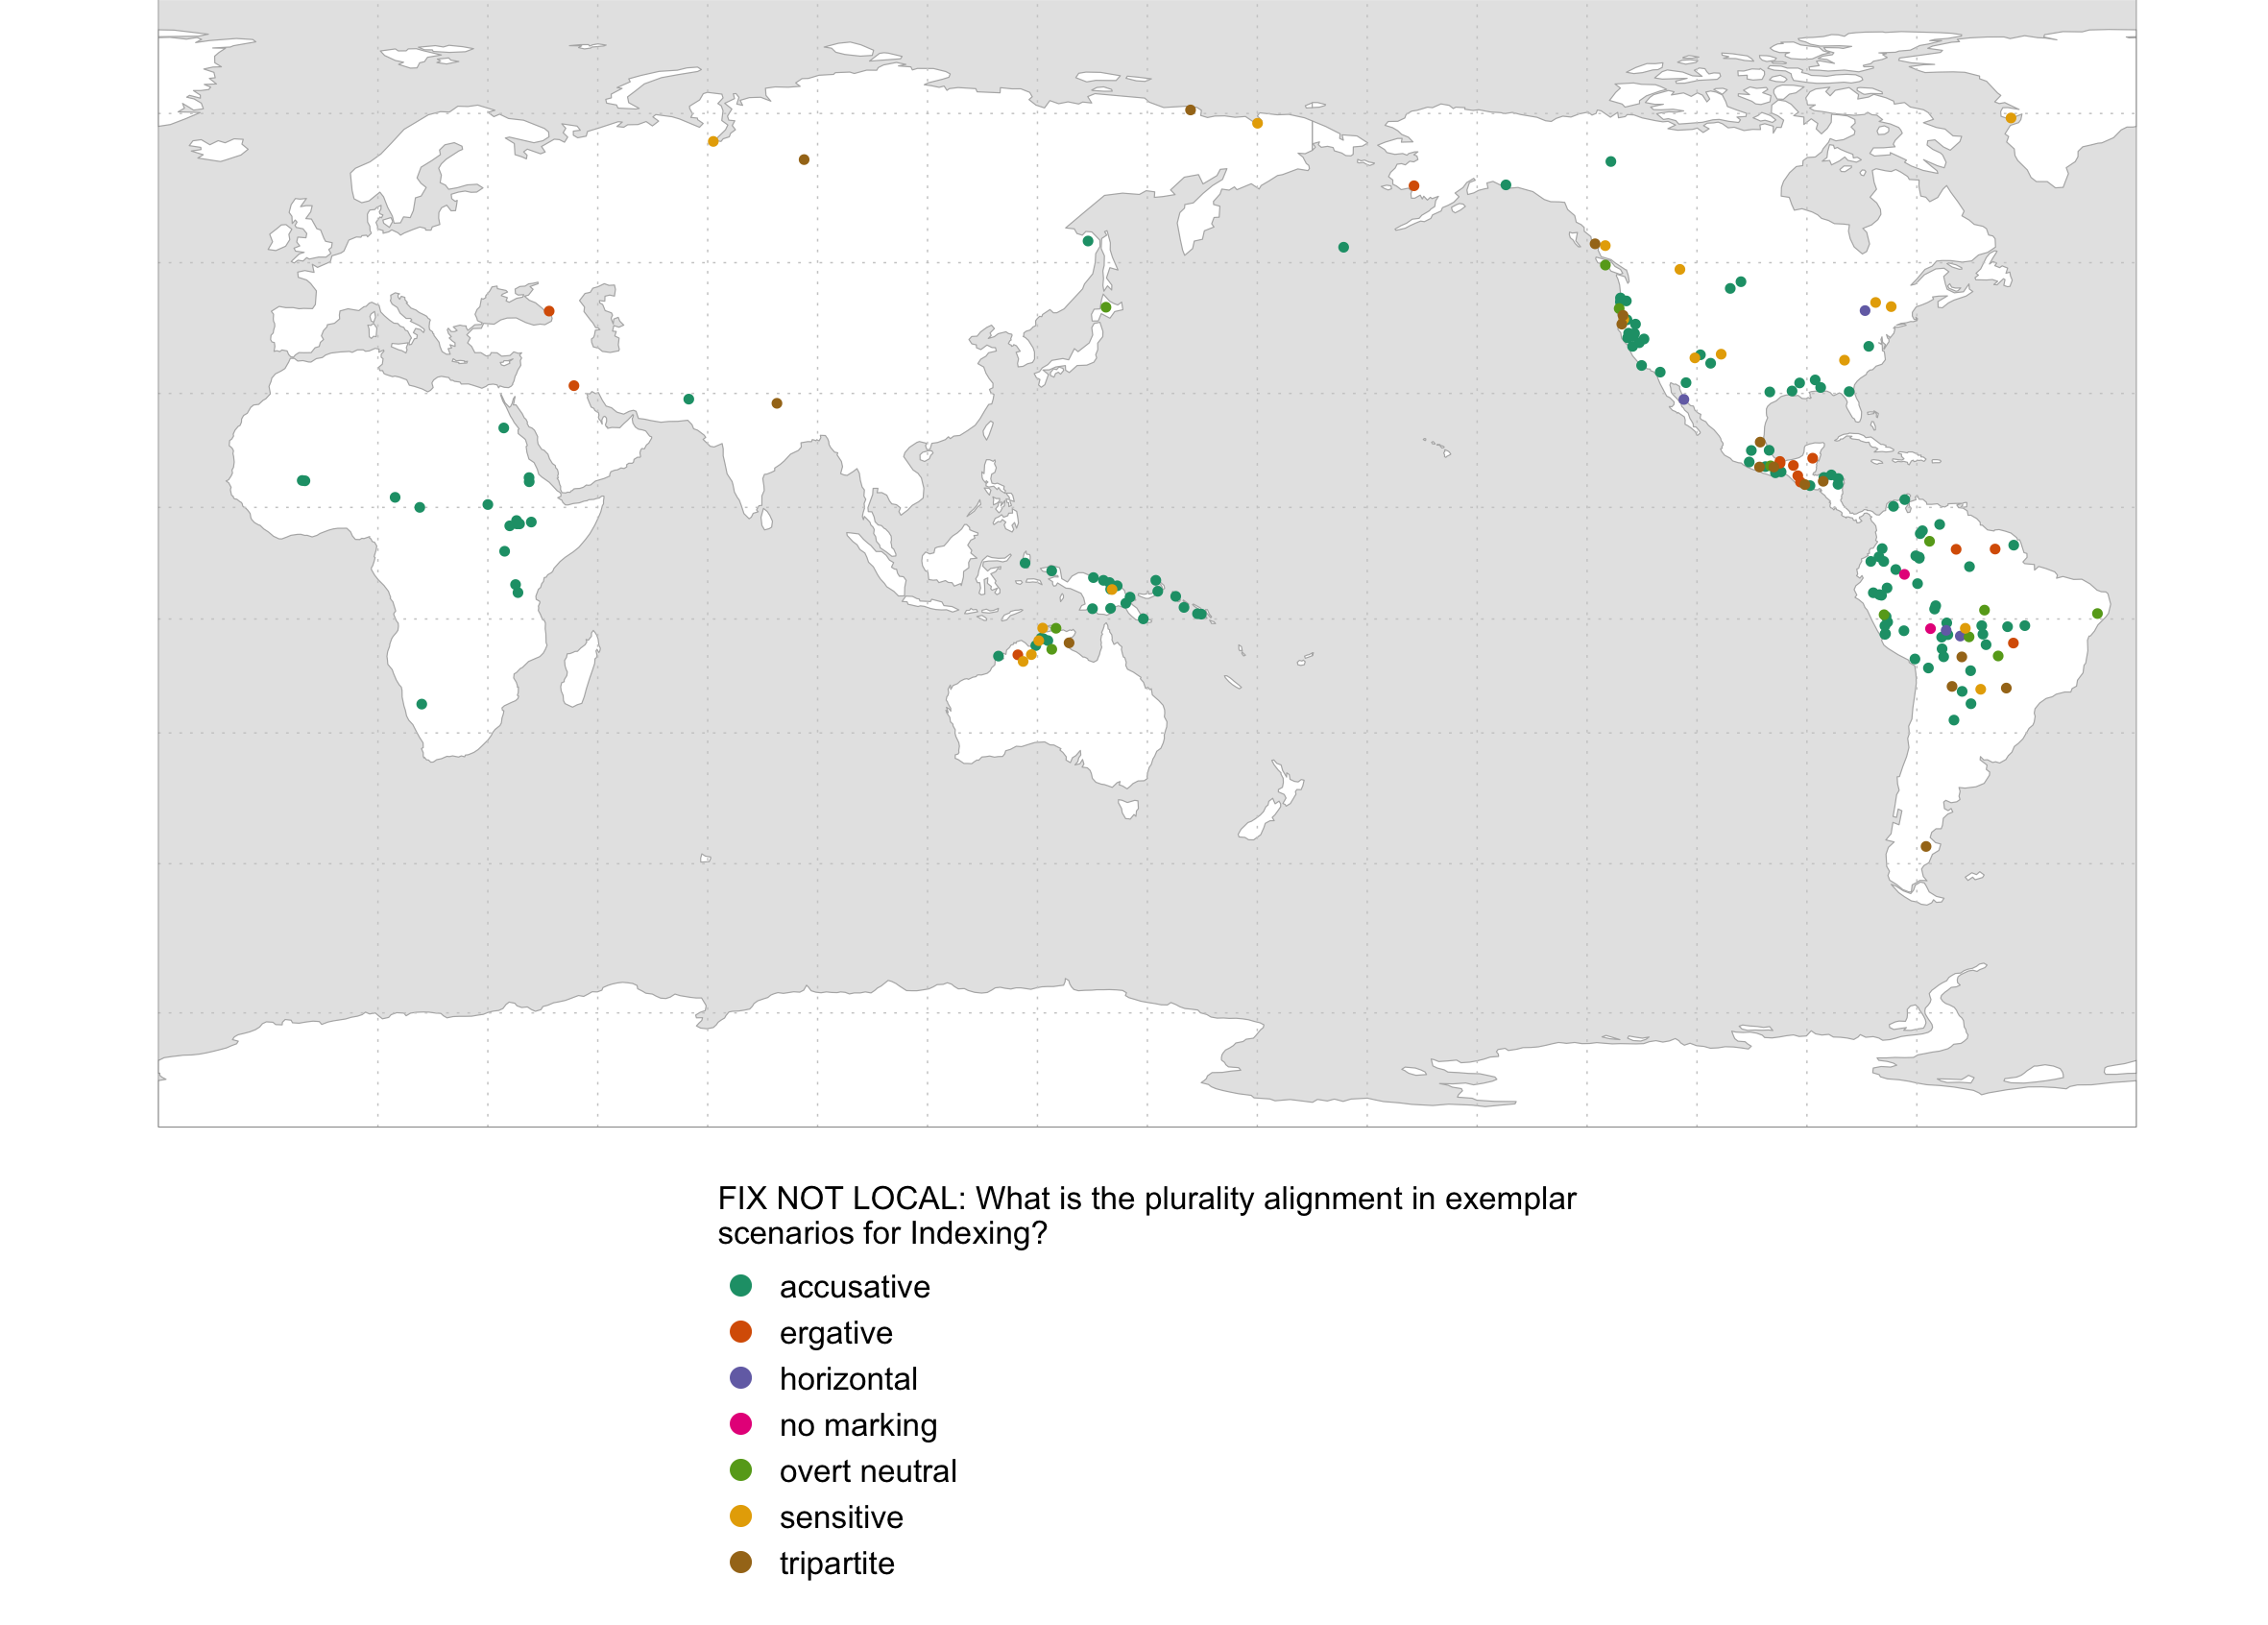 FIX NOT LOCAL: What is the plurality alignment in exemplar
scenarios for Indexing?
accusative
ergative
horizontal
no marking
overt neutral
sensitive
tripartite